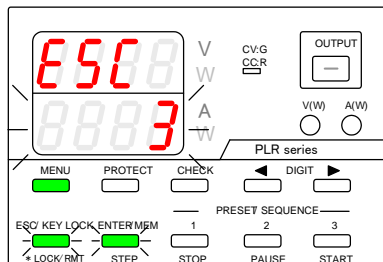 ESC
V
W
CV:G
CC:R
OUTPUT
3
A
W
V(W) A(W)
PLR series
MENU PROTECT CHECK ◀ DIGIT ▶
PRESET/ SEQUENCE
ESC/ KEY LOCK ENTER/MEM 1 2 3
* LOCK/RMT STEP STOP PAUSE START